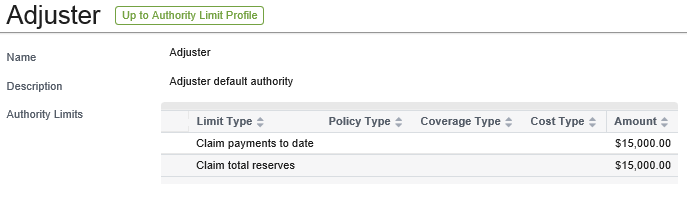 Adjuster Up to Authority Limit Profile
Name Adjuster
Description Adjuster default authority
Authority Limits
Limit Type Policy Type Coverage Type Cost Type Amount
Claim payments to date $15,000.00
Claim total reserves $15,000.00